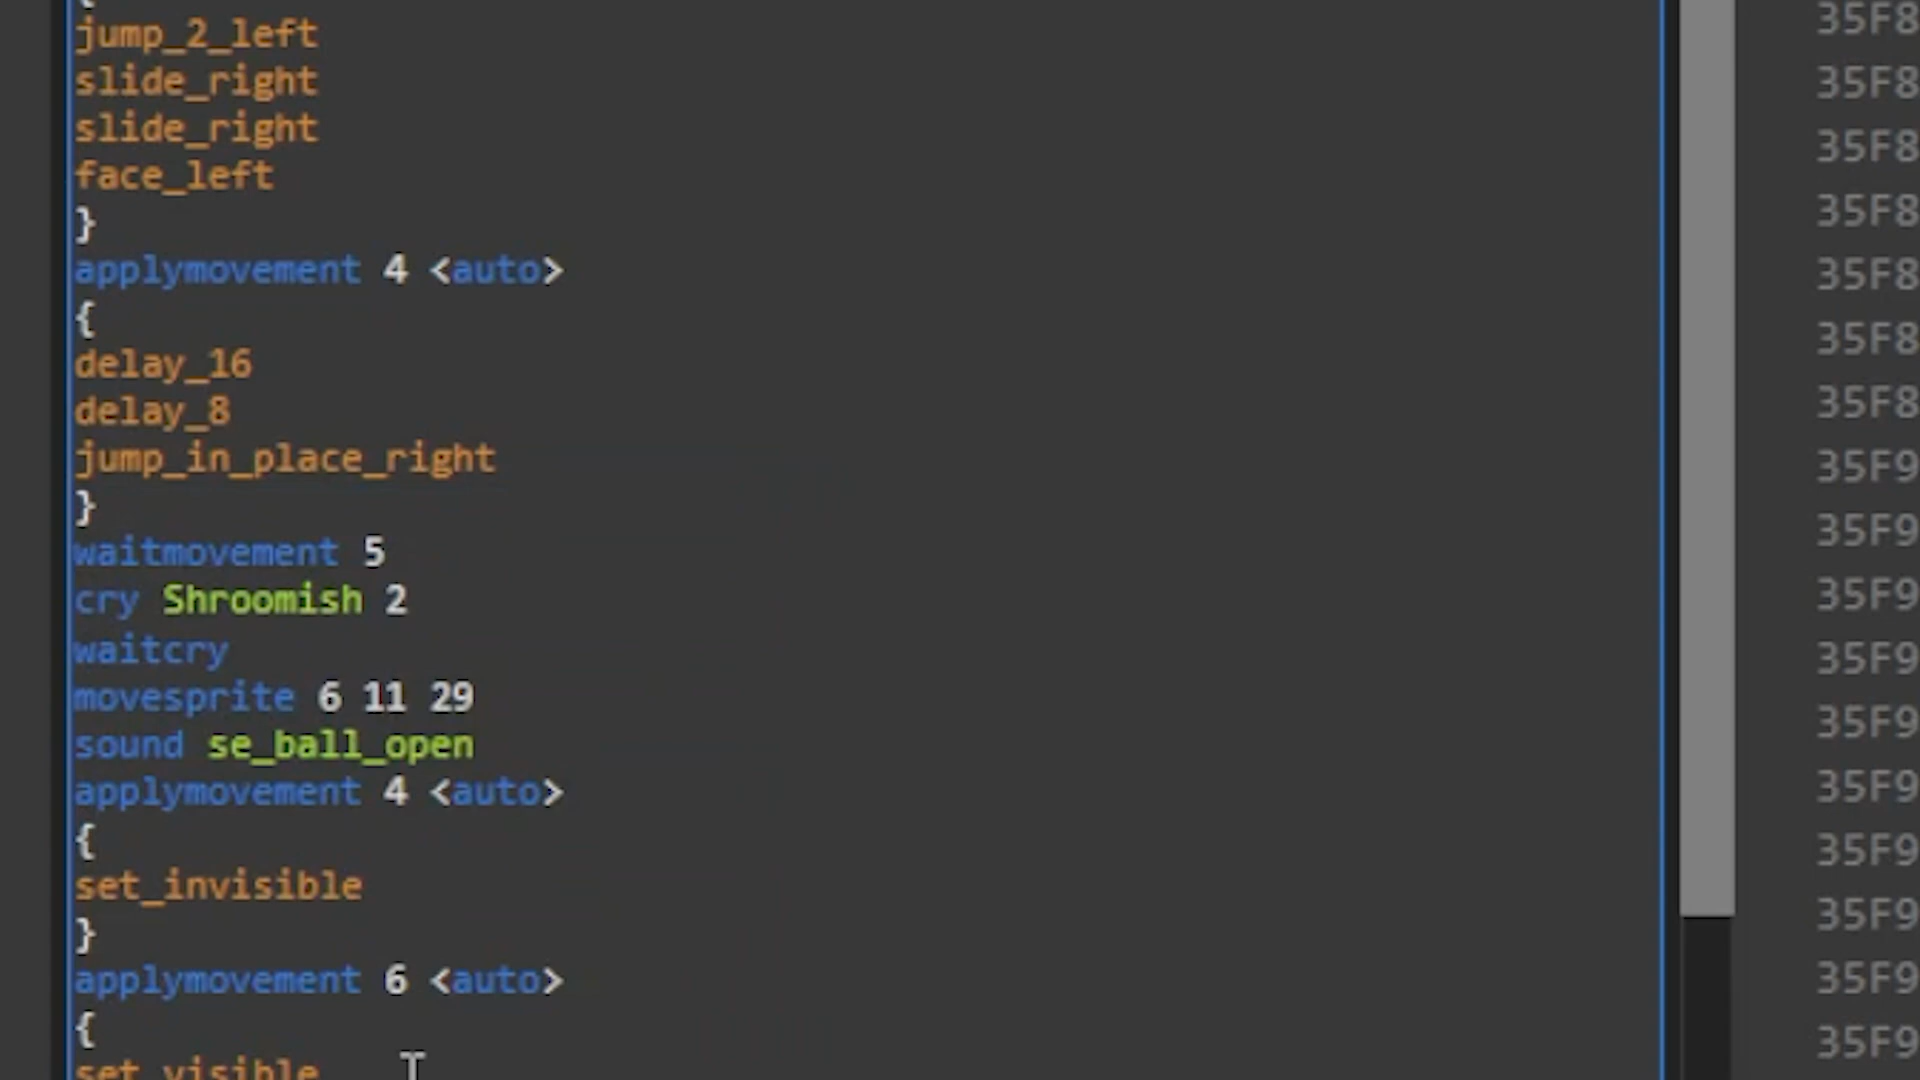 {
jump_2_left
slide_right
slide_right
face_left
}
applymovement 4 <auto>
{
delay_16
delay_8
jump_in_place_right
}
waitmovement 5
cry Shroomish 2
waitcry
movesprite 6 11 29
sound se_ball_open
applymovement 4 <auto>
{
set_invisible
}
applymovement 6 <auto>
{
set_visible
35F8
35F8
35F8
35F8
35F8
35F8
35F8
35F9
35F9
35F9
35F9
35F9
35F9
35F9
35F9
35F9
35F9